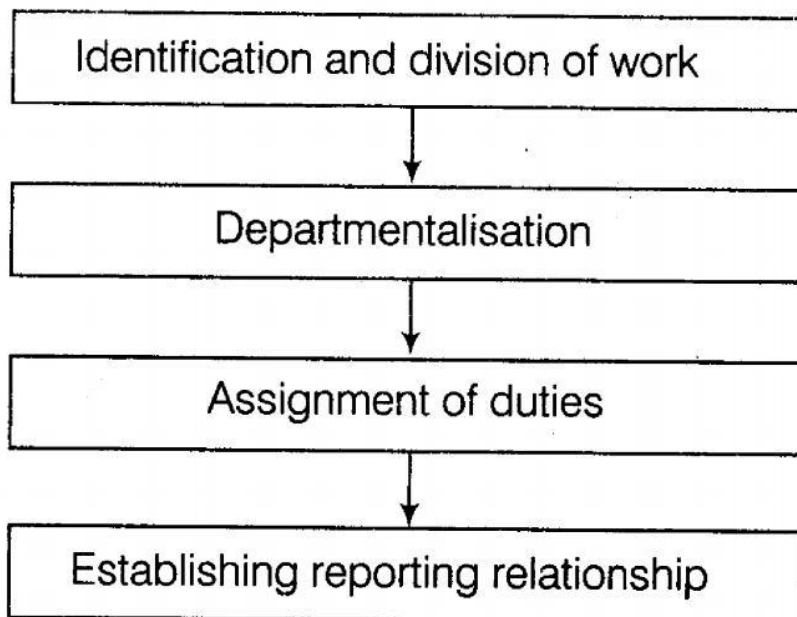 Identification and division of work
Departmentalisation
Assignment of duties
Establishing reporting relationship